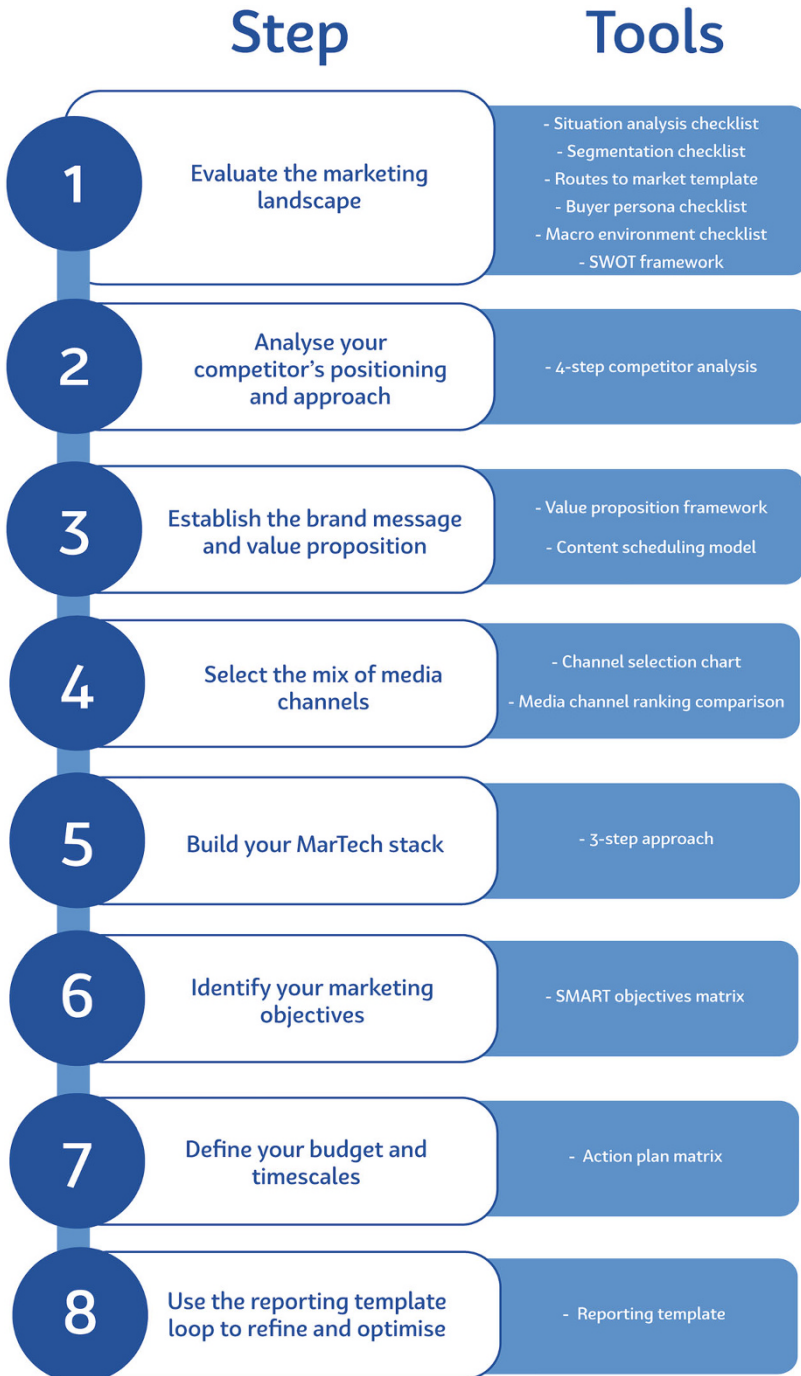 Step
Tools
1
Evaluate the marketing
landscape
- Situation analysis checklist
- Segmentation checklist
- Routes to market template
- Buyer persona checklist
- Macro environment checklist
- SWOT framework
2
Analyse your
competitor's positioning
and approach
- 4-step competitor analysis
3
Establish the brand message
and value proposition
- Value proposition framework
- Content scheduling model
4
Select the mix of media
channels
- Channel selection chart
- Media channel ranking comparison
5
Build your MarTech stack
- 3-step approach
6
Identify your marketing
objectives
- SMART objectives matrix
7
Define your budget and
timescales
- Action plan matrix
8
Use the reporting template
loop to refine and optimise
- Reporting template